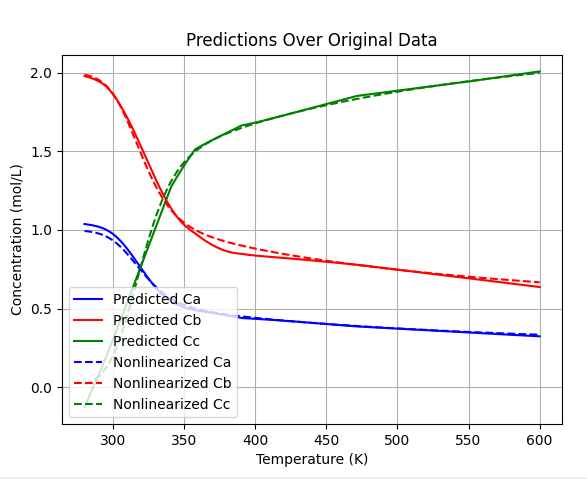 Predictions Over Original Data
Concentration (mol/L)
2.0
1.5
1.0
0.5
0.0
Predicted Ca
Predicted Cb
Predicted Cc
Nonlinearized Ca
Nonlinearized Cb
Nonlinearized Cc
300 350 400 450 500 550 600
Temperature (K)